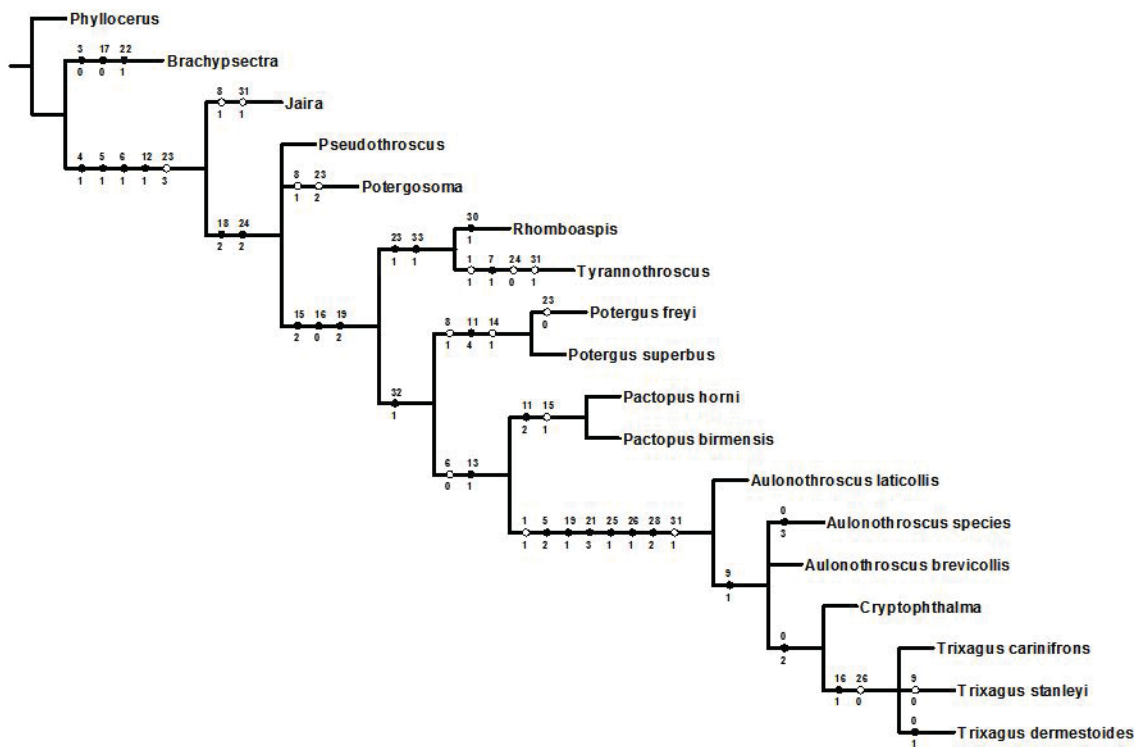 Phyllocerus
3 17 22
Brachypsectra
0 0 1
8 31
Jaira
1 1
4 5 6 12 23
1 1 1 1 3
Pseudothroscus
8 23
Potergosoma
1 2
18 24
2 2
30
Rhomboaspis
1
23 33
1 1
1 7 24 31
Tyrannothroscus
1 1 0 1
23
Potergus freyi
0
15 16 19
2 0 2
8 11 14
1 4 1
Potergus superbus
32
1
Pactopus horni
11 15
2 1
Pactopus birmensis
6 13
0 1
Aulonothroscus laticollis
1 5 19 21 25 26 28 31
1 2 1 3 1 1 2 1
0
Aulonothroscus species
3
Aulonothroscus brevicollis
9
1
Cryptophthalma
0
2
Trixagus carinifrons
16 26
1 0
9
Trixagus stanleyi
0
0
Trixagus dermestoides
1